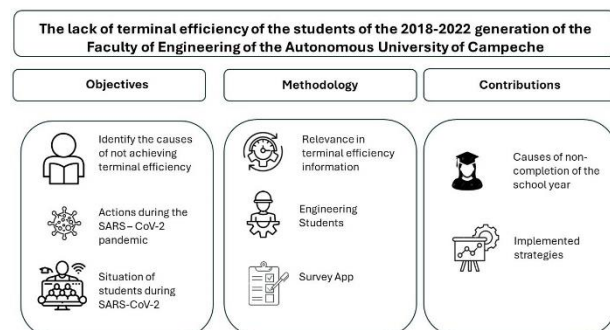 The lack of terminal efficiency of the students of the 2018-2022 generation of the
Faculty of Engineering of the Autonomous University of Campeche
Objectives
Identify the causes
of not achieving
terminal efficiency
Actions during the
SARS – CoV-2
pandemic
Situation of
students during
SARS-CoV-2
Methodology
Relevance in
terminal efficiency
information
Engineering
Students
Survey App
Contributions
Causes of non-
completion of the
school year
Implemented
strategies